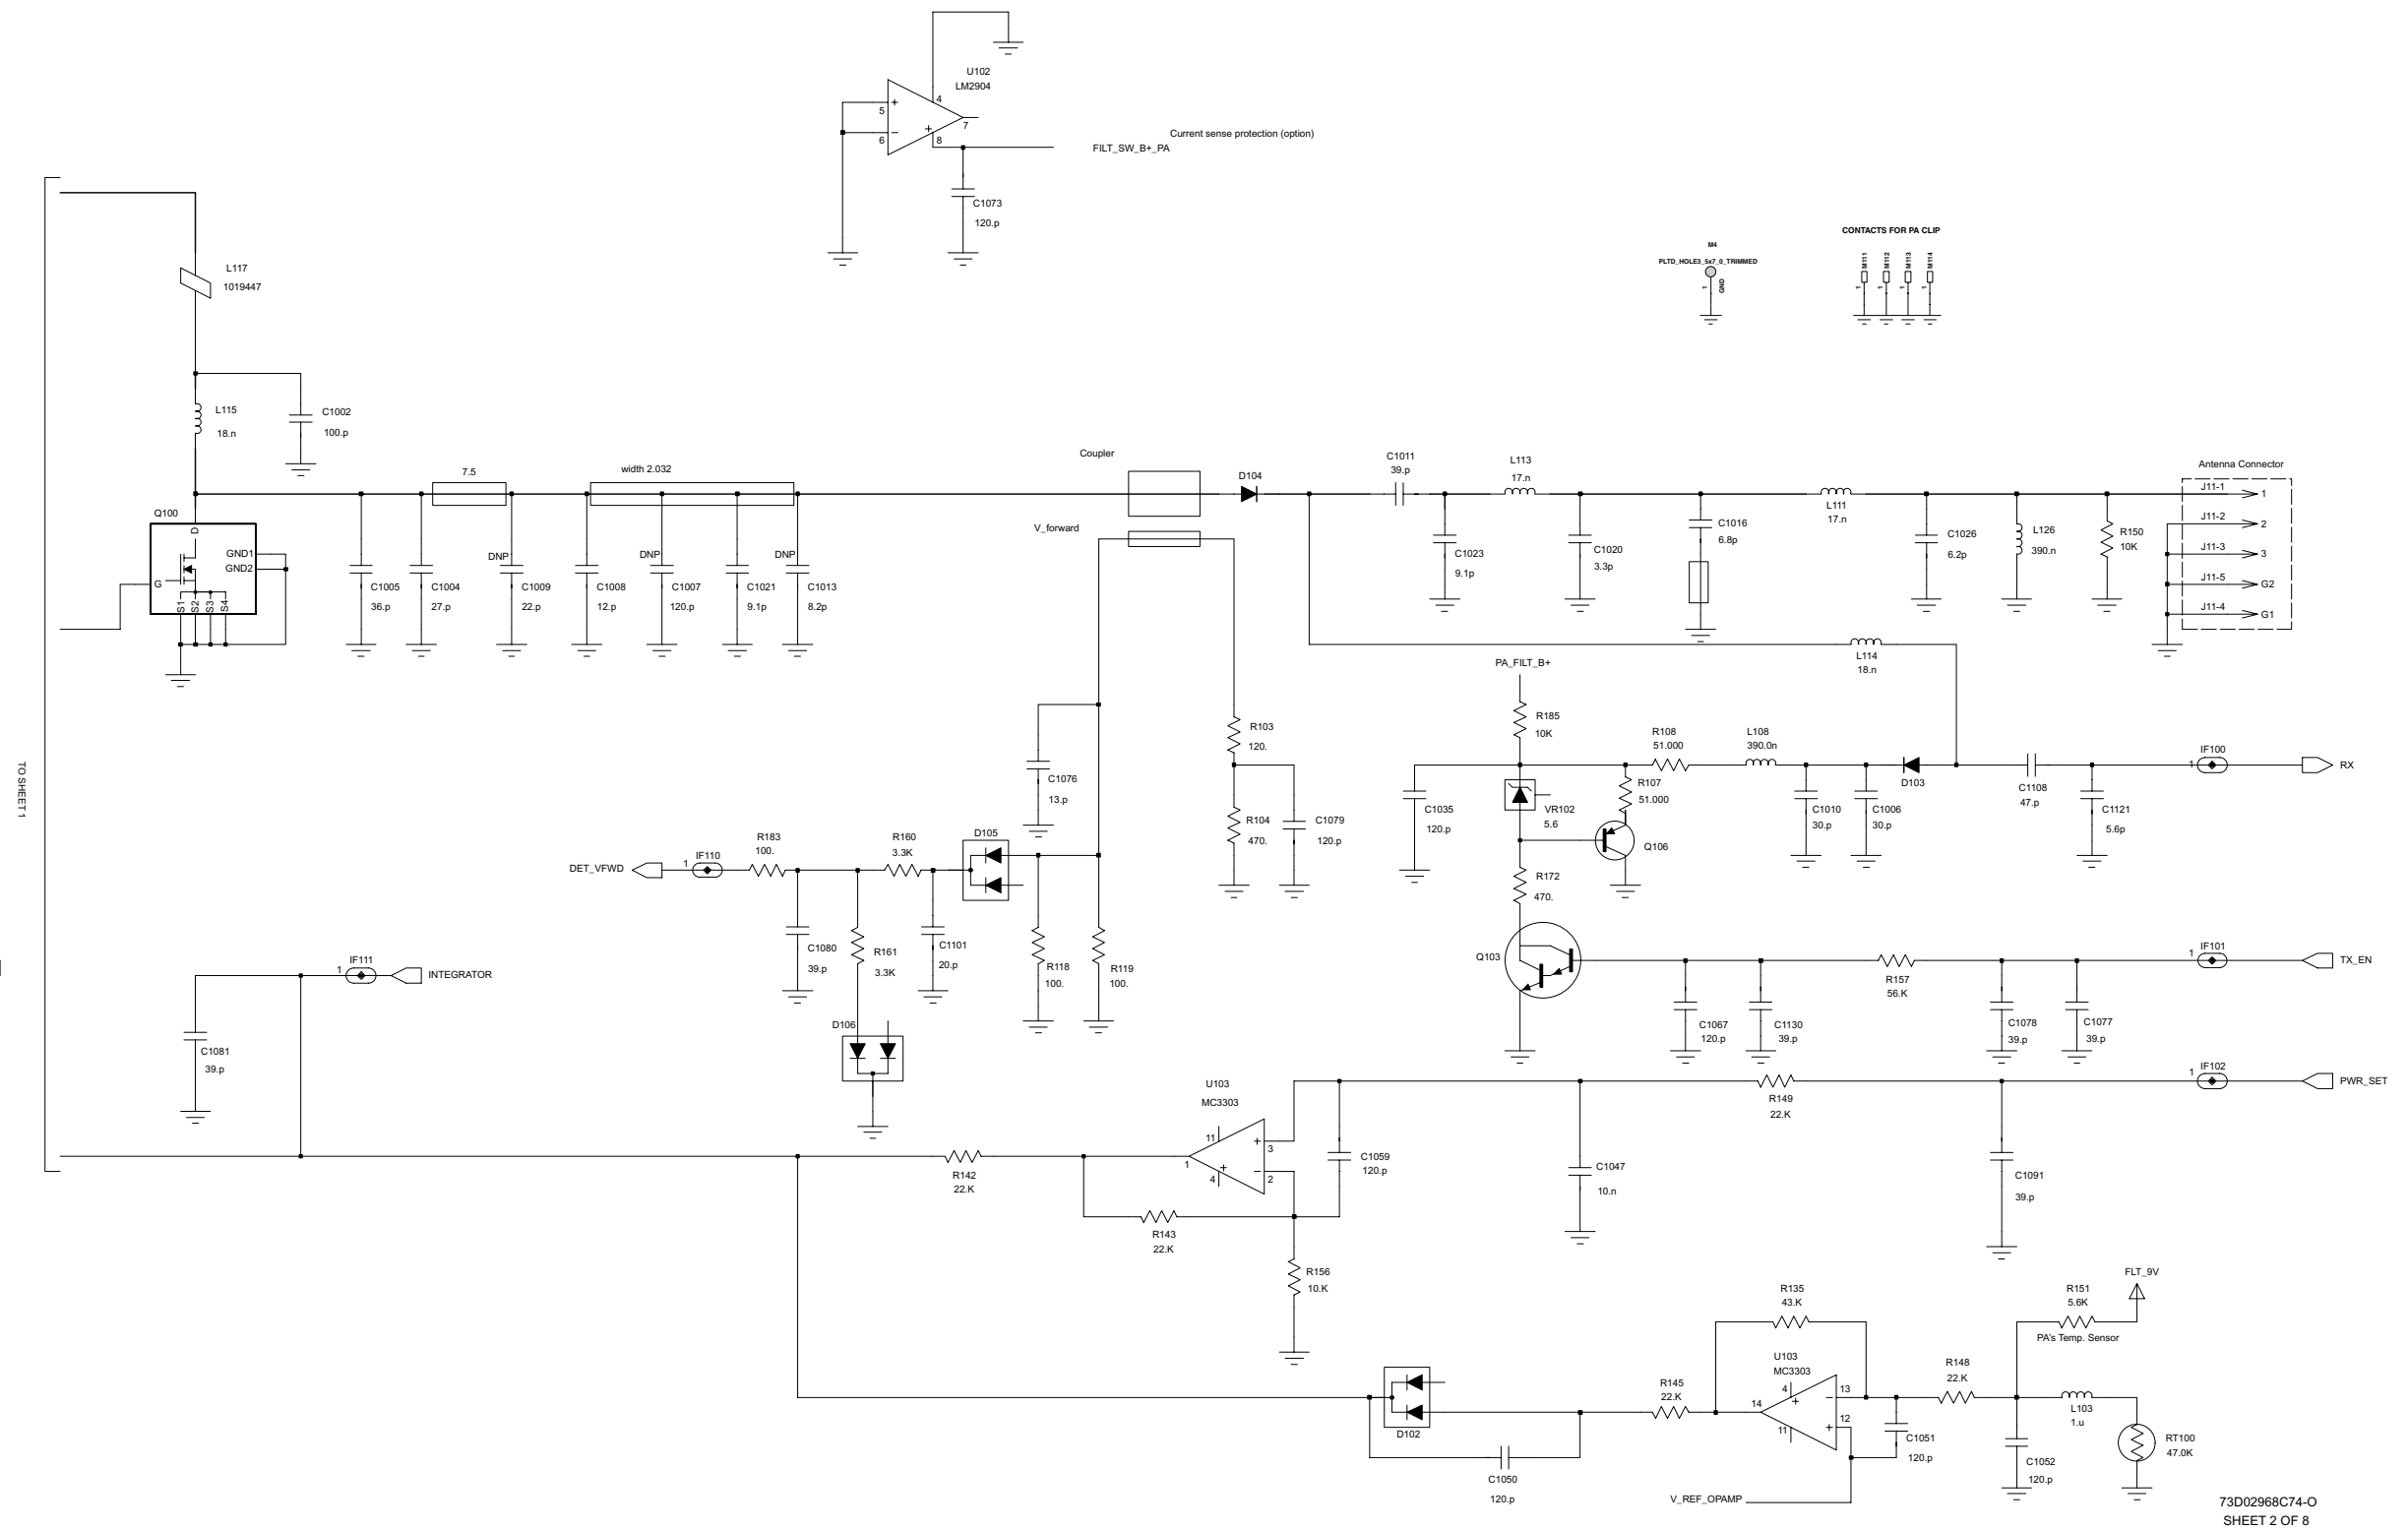 U102
LM2904
4
5
+
7
6
−
+
8
Current sense protection (option)
FILT_SW_B+_PA
C1073
120.p
CONTACTS FOR PA CLIP
M4
PLTD_HOLE3_5x7_0_TRIMMED
1
GND
M111
M112
M113
M114
1
1
1
1
L117
1019447
L115
18.n
C1002
100.p
7.5
width 2.032
Coupler
D104
C1011
39.p
L113
17.n
L111
17.n
Antenna Connector
J11-1
1
J11-2
2
J11-3
3
J11-5
G2
J11-4
G1
Q100
D
GND1
GND2
G
S1
S2
S3
S4
V_forward
C1005
36.p
C1004
27.p
DNP
C1009
22.p
C1008
12.p
DNP
C1007
120.p
C1021
9.1p
DNP
C1013
8.2p
C1023
9.1p
C1020
3.3p
C1016
6.8p
C1026
6.2p
L126
390.n
R150
10K
L114
18.n
PA_FILT_B+
R185
10K
R103
120.
R108
51.000
L108
390.0n
R107
51.000
C1076
13.p
C1035
120.p
VR102
5.6
C1010
30.p
C1006
30.p
D103
C1108
47.p
C1121
5.6p
1
IF100
RX
R104
470.
C1079
120.p
Q106
R172
470.
TO SHEET 1
DET_VFWD
1
IF110
R183
100.
R160
3.3K
D105
C1080
39.p
R161
3.3K
C1101
20.p
R118
100.
R119
100.
D106
1
IF111
INTEGRATOR
C1081
39.p
Q103
C1067
120.p
C1130
39.p
R157
56.K
C1078
39.p
C1077
39.p
1
IF101
TX_EN
U103
MC3303
11
+
3
1
+
4
−
2
C1059
120.p
C1047
10.n
R149
22.K
C1091
39.p
1
IF102
PWR_SET
R142
22.K
R143
22.K
R156
10.K
R135
43.K
R151
5.6K
FLT_9V
PA's Temp. Sensor
D102
C1050
120.p
R145
22.K
U103
MC3303
4
+
−
13
14
+
12
11
C1051
120.p
R148
22.K
L103
1.u
C1052
120.p
RT100
47.0K
V_REF_OPAMP
73D02968C74-O
SHEET 2 OF 8